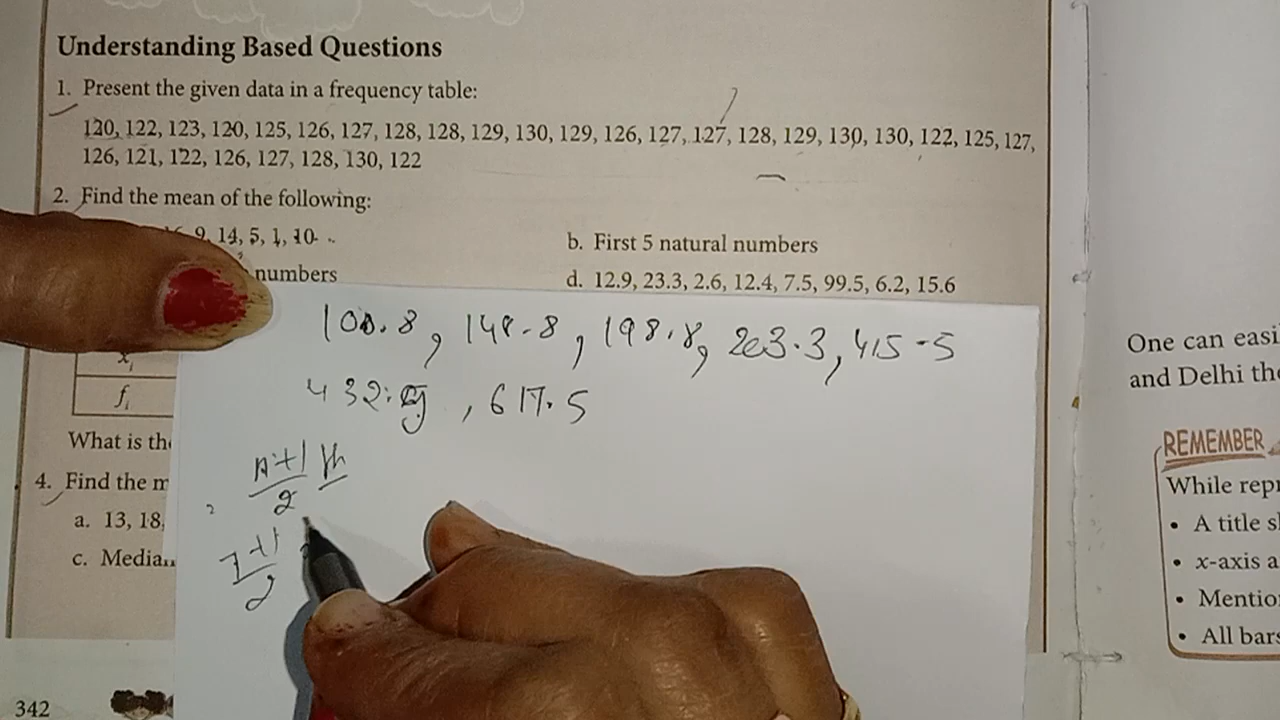 Understanding Based Questions
1. Present the given data in a frequency table:
120, 122, 123, 120, 125, 126, 127, 128, 128, 129, 130, 129, 126, 127, 127, 128, 129, 130, 130, 122, 125, 127,
126, 121, 122, 126, 127, 128, 130, 122
2. Find the mean of the following:
9, 14, 5, 1, 10
b. First 5 natural numbers
numbers
d. 12.9, 23.3, 2.6, 12.4, 7.5, 99.5, 6.2, 15.6
100.8, 148.8, 198.8, 203.3, 415.5
432. , 617.5
xi
fi
What is the
n+1 th
2
7+1
2
4. Find the m
a. 13, 18,
c. Media
342
One can easi
and Delhi the
REMEMBER
While repr
• A title s
• x-axis a
• Mentio
• All bars